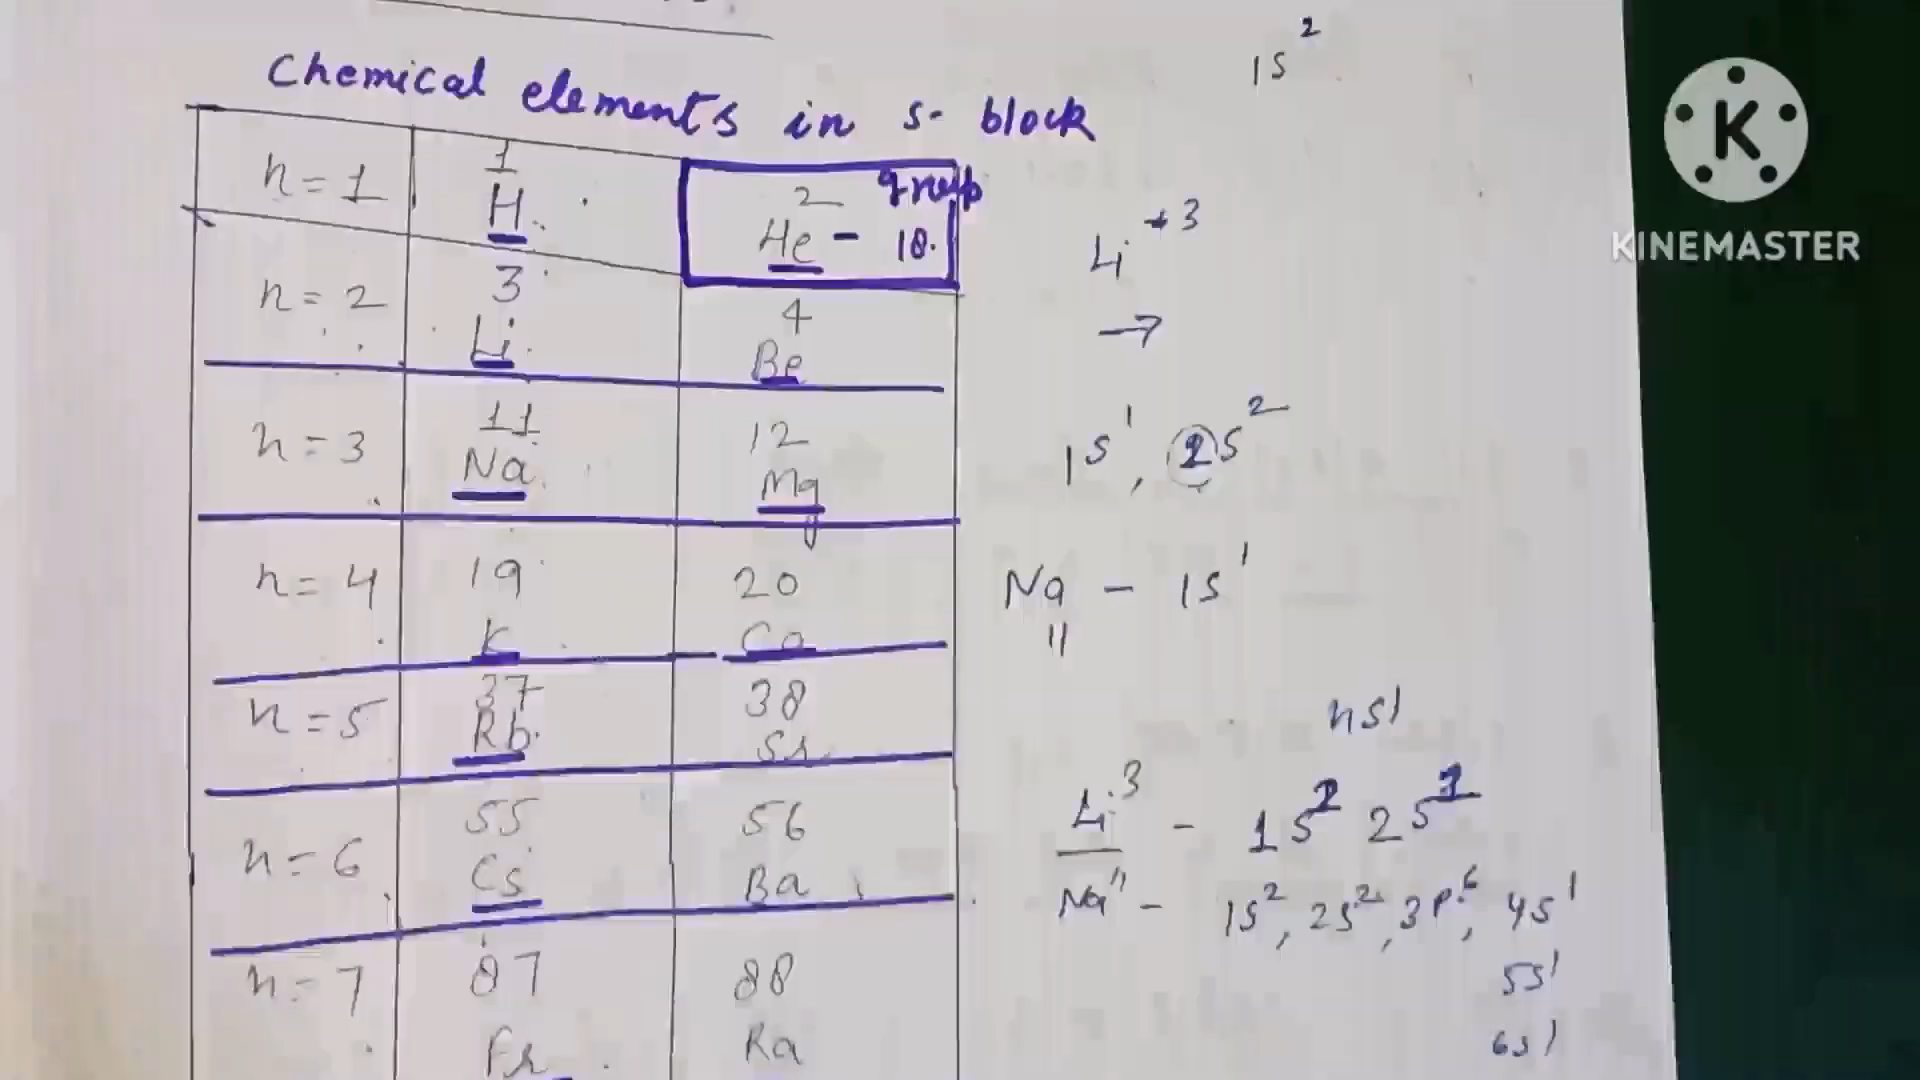 Chemical elements in s- block
n=1
1
H
2
He - 18.
group
n=2
3
Li
4
Be
n=3
11
Na
12
Mg
n=4
19
K
20
Ca
n=5
37
Rb
38
Sr
n=6
55
Cs
56
Ba
n=7
87
Fr
88
Ra
1s²
Li+3
→
1s¹, 2s²
Na - 1s¹
11
ns1
Li³ - 1s² 2s¹
Na¹¹ - 1s², 2s², 3p⁶, 4s¹
5s¹
6s1
K
KINEMASTER